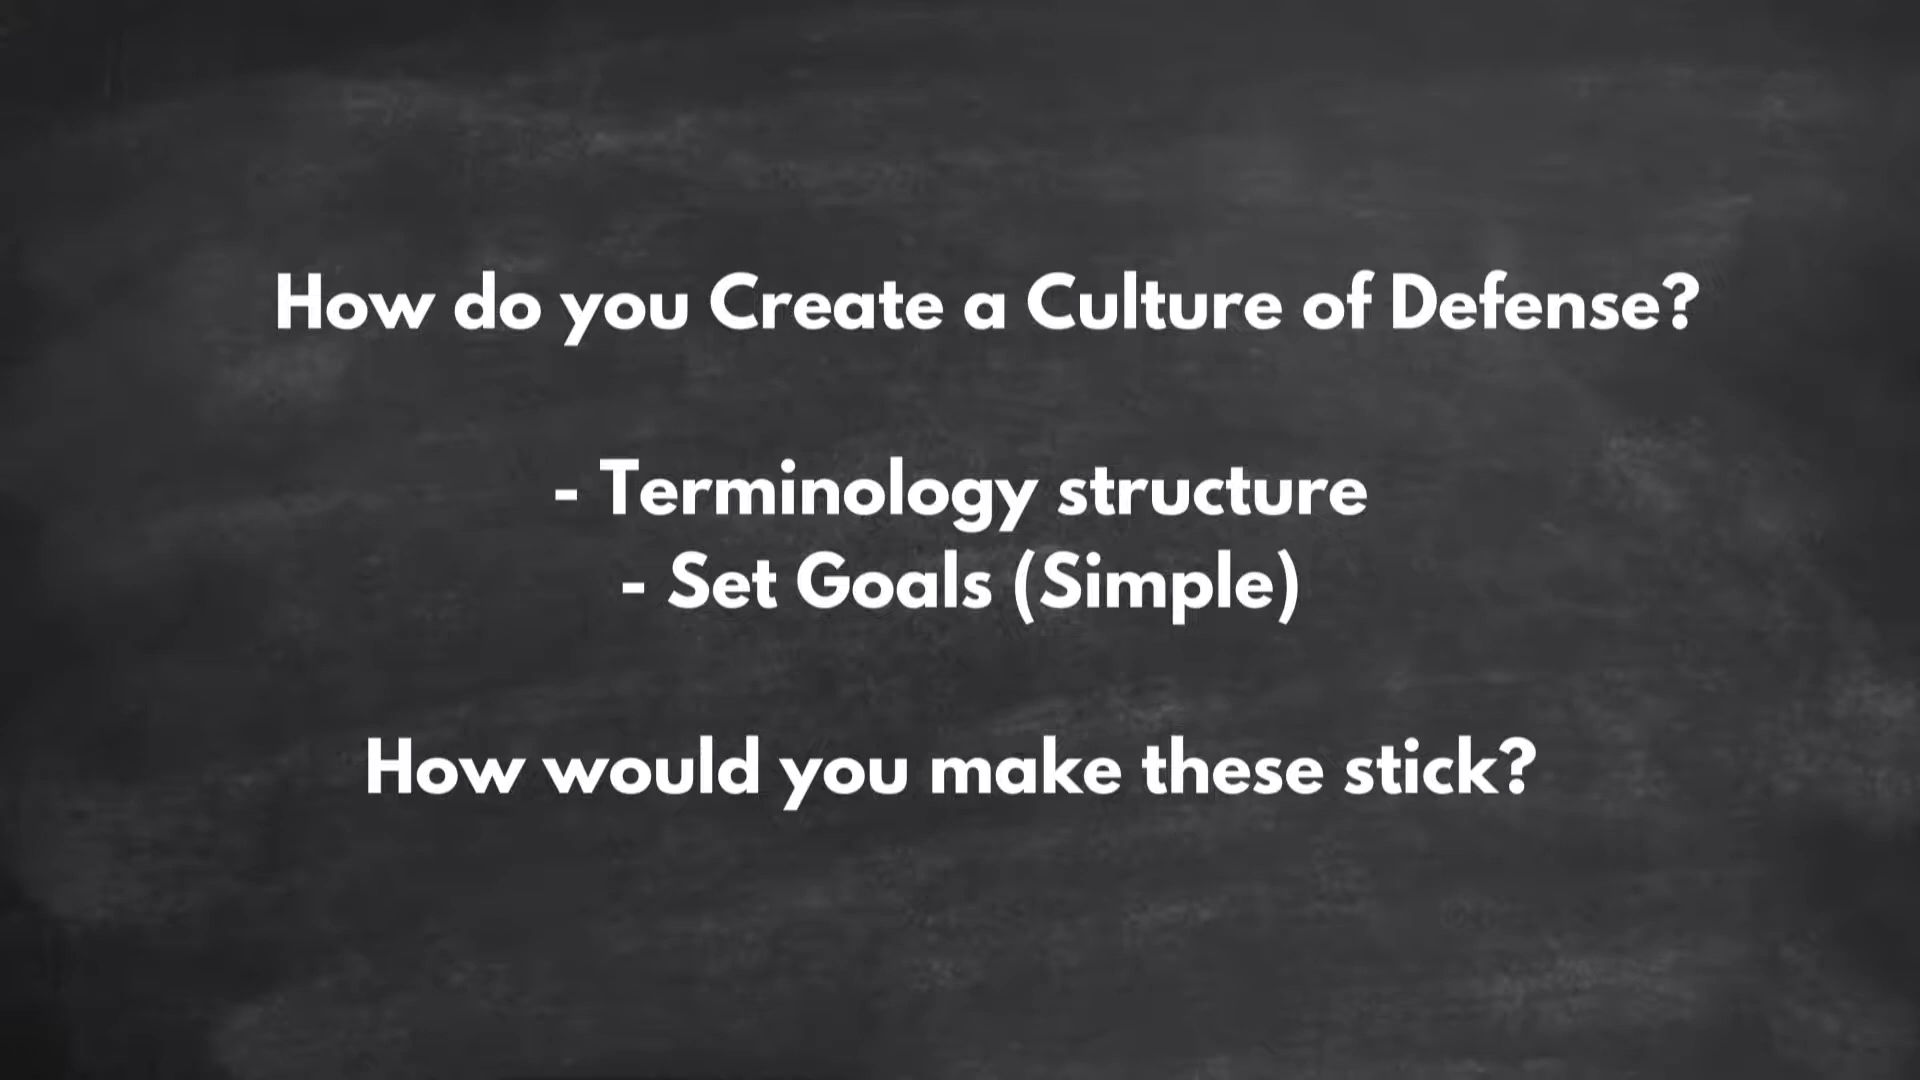 How do you Create a Culture of Defense?
- Terminology structure
- Set Goals (Simple)
How would you make these stick?